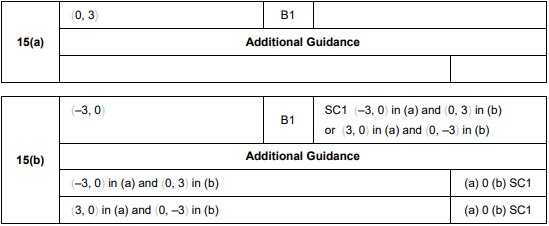 (0, 3)
B1
15(a)
Additional Guidance
(–3, 0)
B1
SC1 (–3, 0) in (a) and (0, 3) in (b)
or (3, 0) in (a) and (0, –3) in (b)
15(b)
Additional Guidance
(–3, 0) in (a) and (0, 3) in (b)
(a) 0 (b) SC1
(3, 0) in (a) and (0, –3) in (b)
(a) 0 (b) SC1